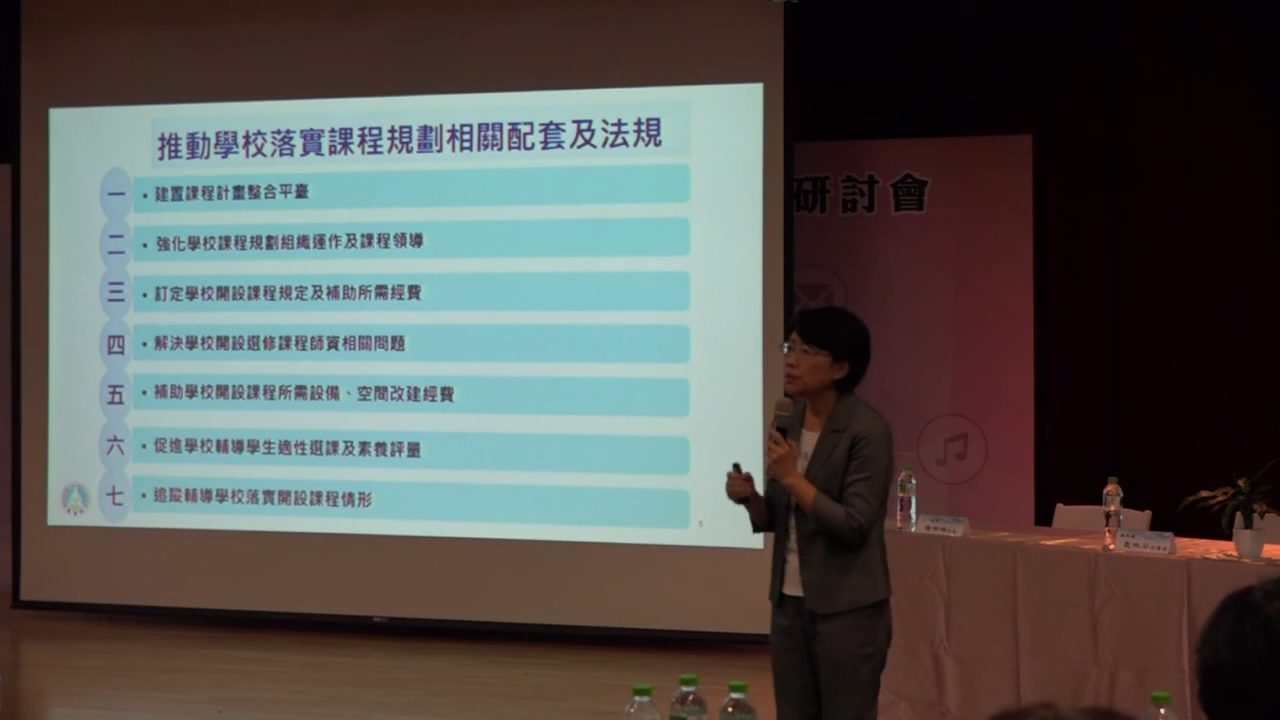 推動學校落實課程規劃相關配套及法規
一 • 建置課程計畫整合平臺
二 • 強化學校課程規劃組織運作及課程領導
三 • 訂定學校開設課程規定及補助所需經費
四 • 解決學校開設選修課程師資相關問題
五 • 補助學校開設課程所需設備、空間改建經費
六 • 促進學校輔導學生適性選課及素養評量
七 • 追蹤輔導學校落實開設課程情形
研討會